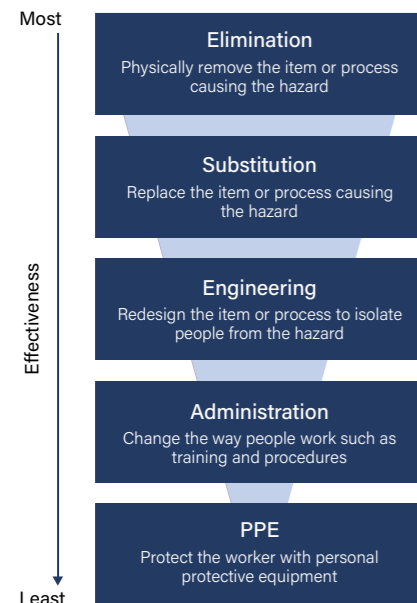 Most
Elimination
Physically remove the item or process
causing the hazard
Substitution
Replace the item or process causing
the hazard
Effectiveness
Engineering
Redesign the item or process to isolate
people from the hazard
Administration
Change the way people work such as
training and procedures
PPE
Protect the worker with personal
protective equipment
Least